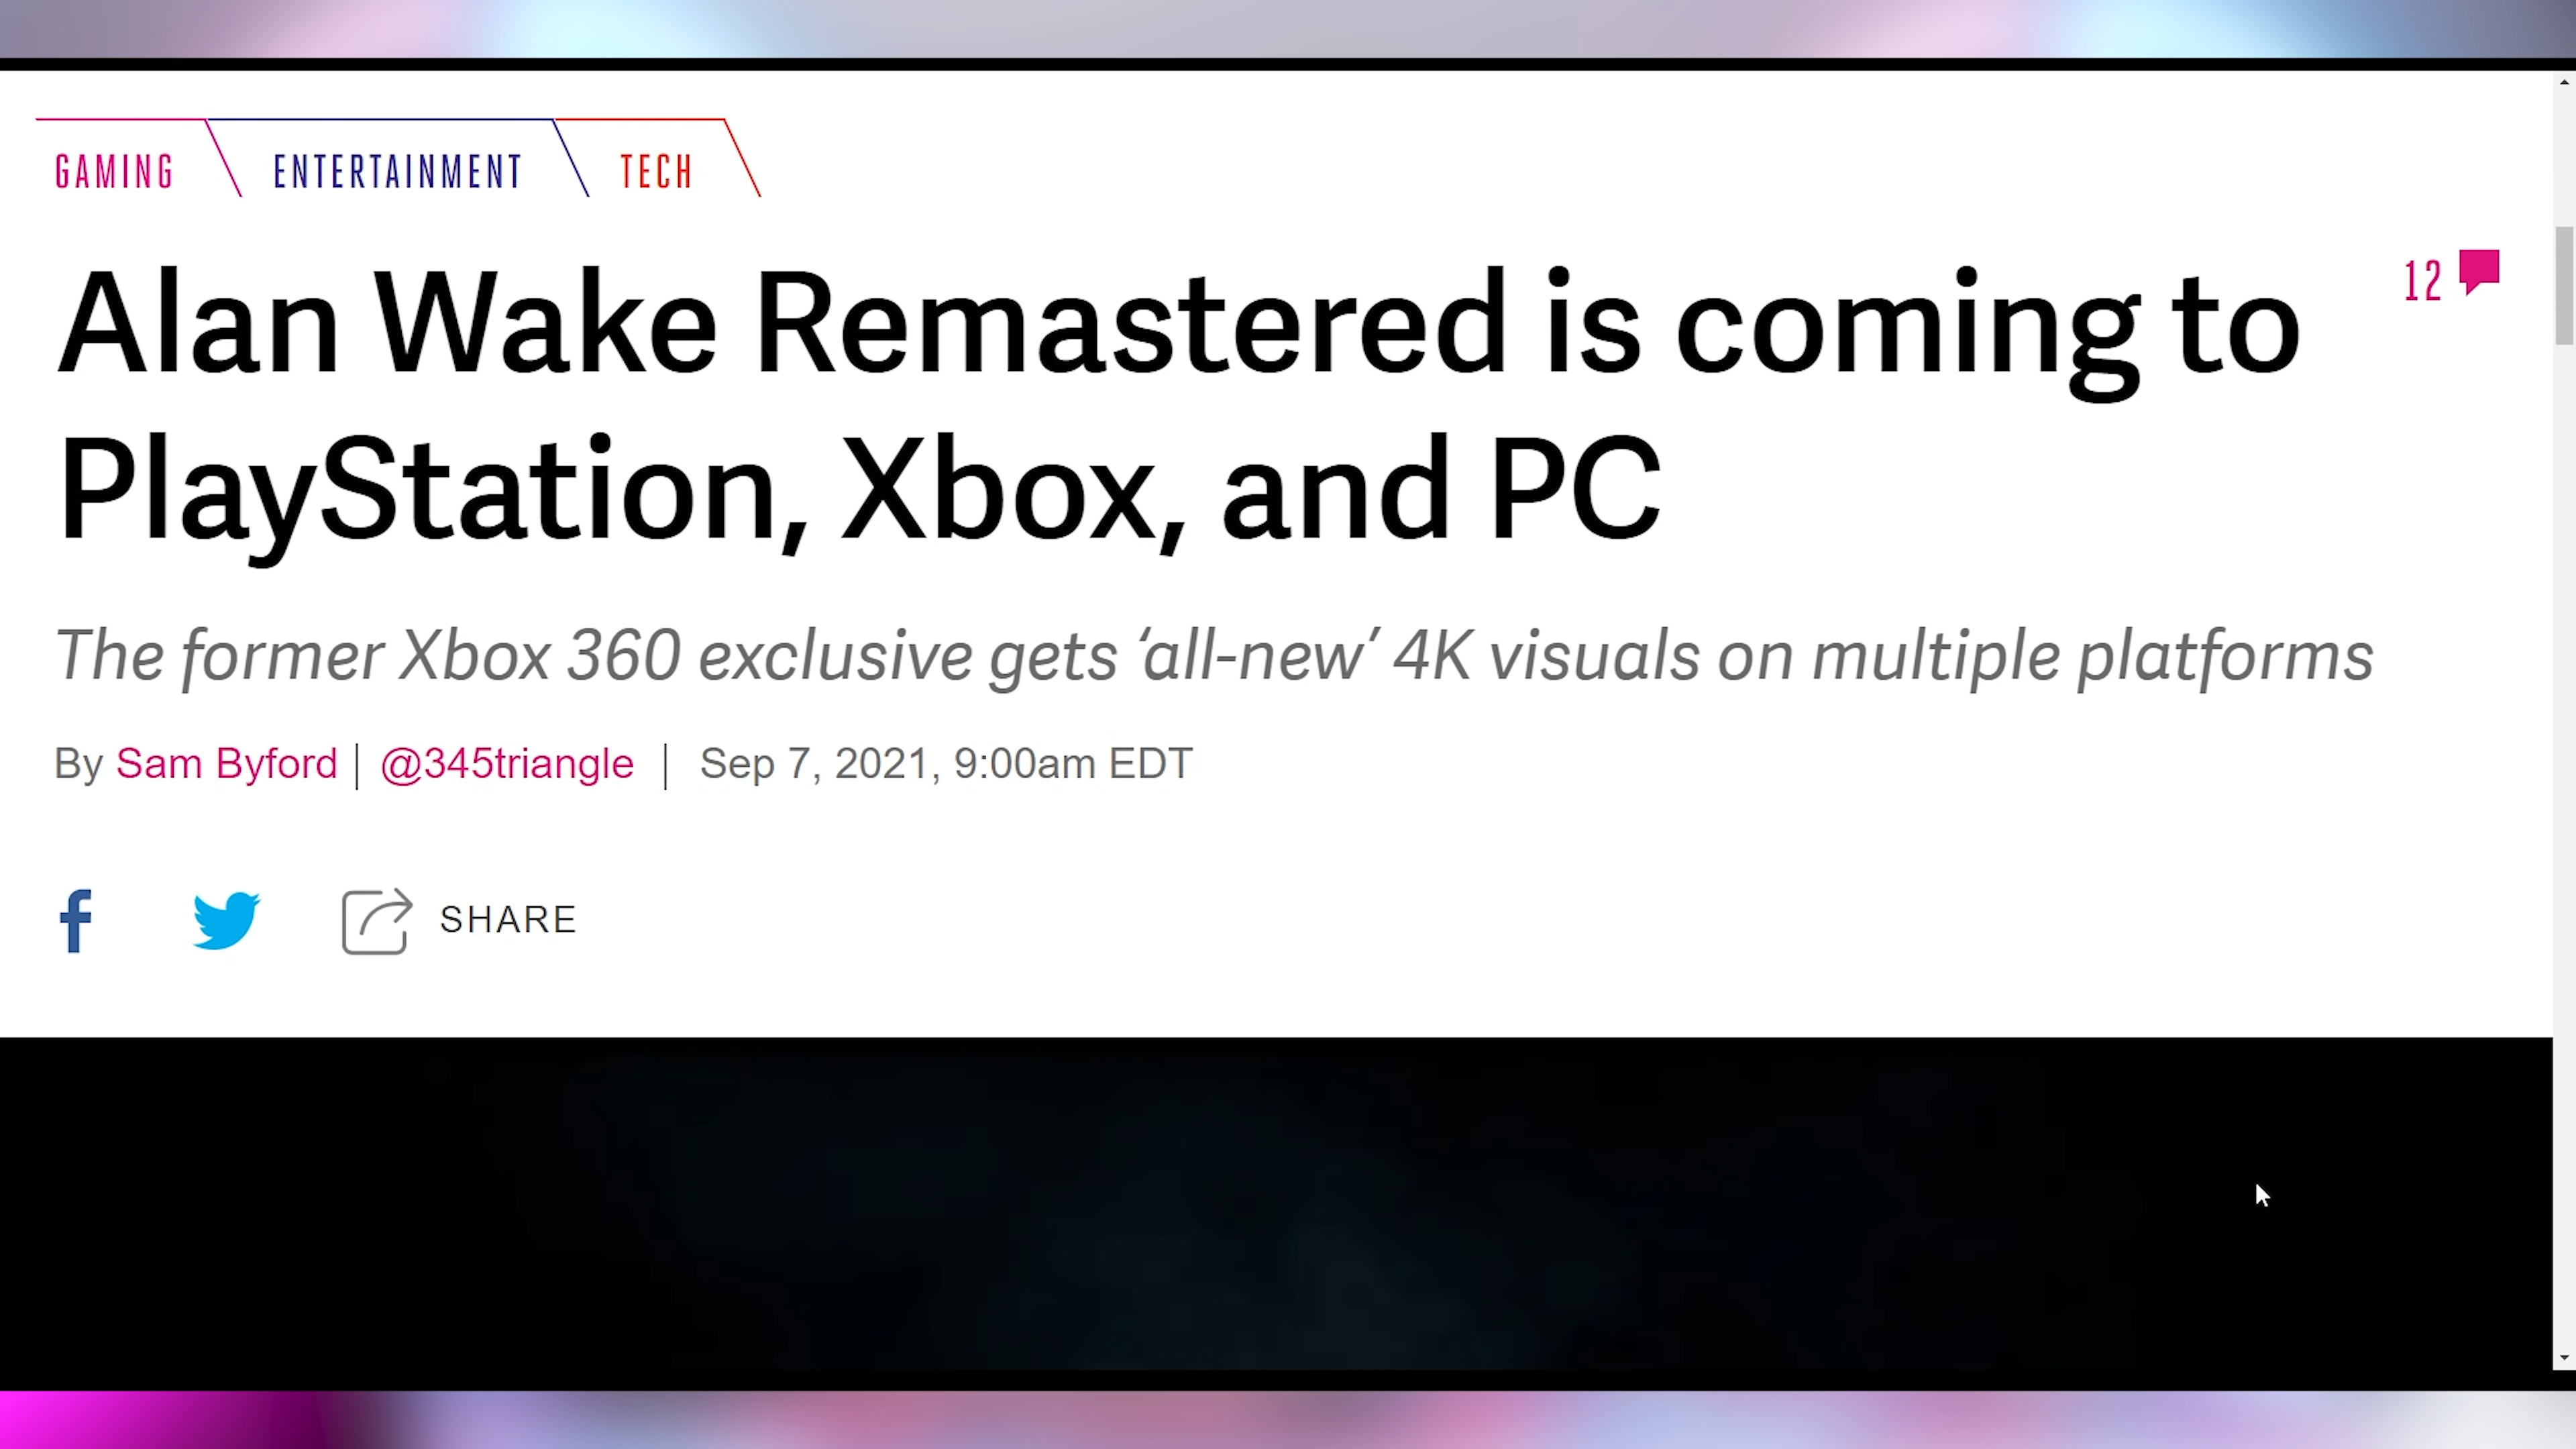 GAMING ENTERTAINMENT TECH
Alan Wake Remastered is coming to
PlayStation, Xbox, and PC
12
The former Xbox 360 exclusive gets ‘all-new’ 4K visuals on multiple platforms
By Sam Byford | @345triangle | Sep 7, 2021, 9:00am EDT
f SHARE